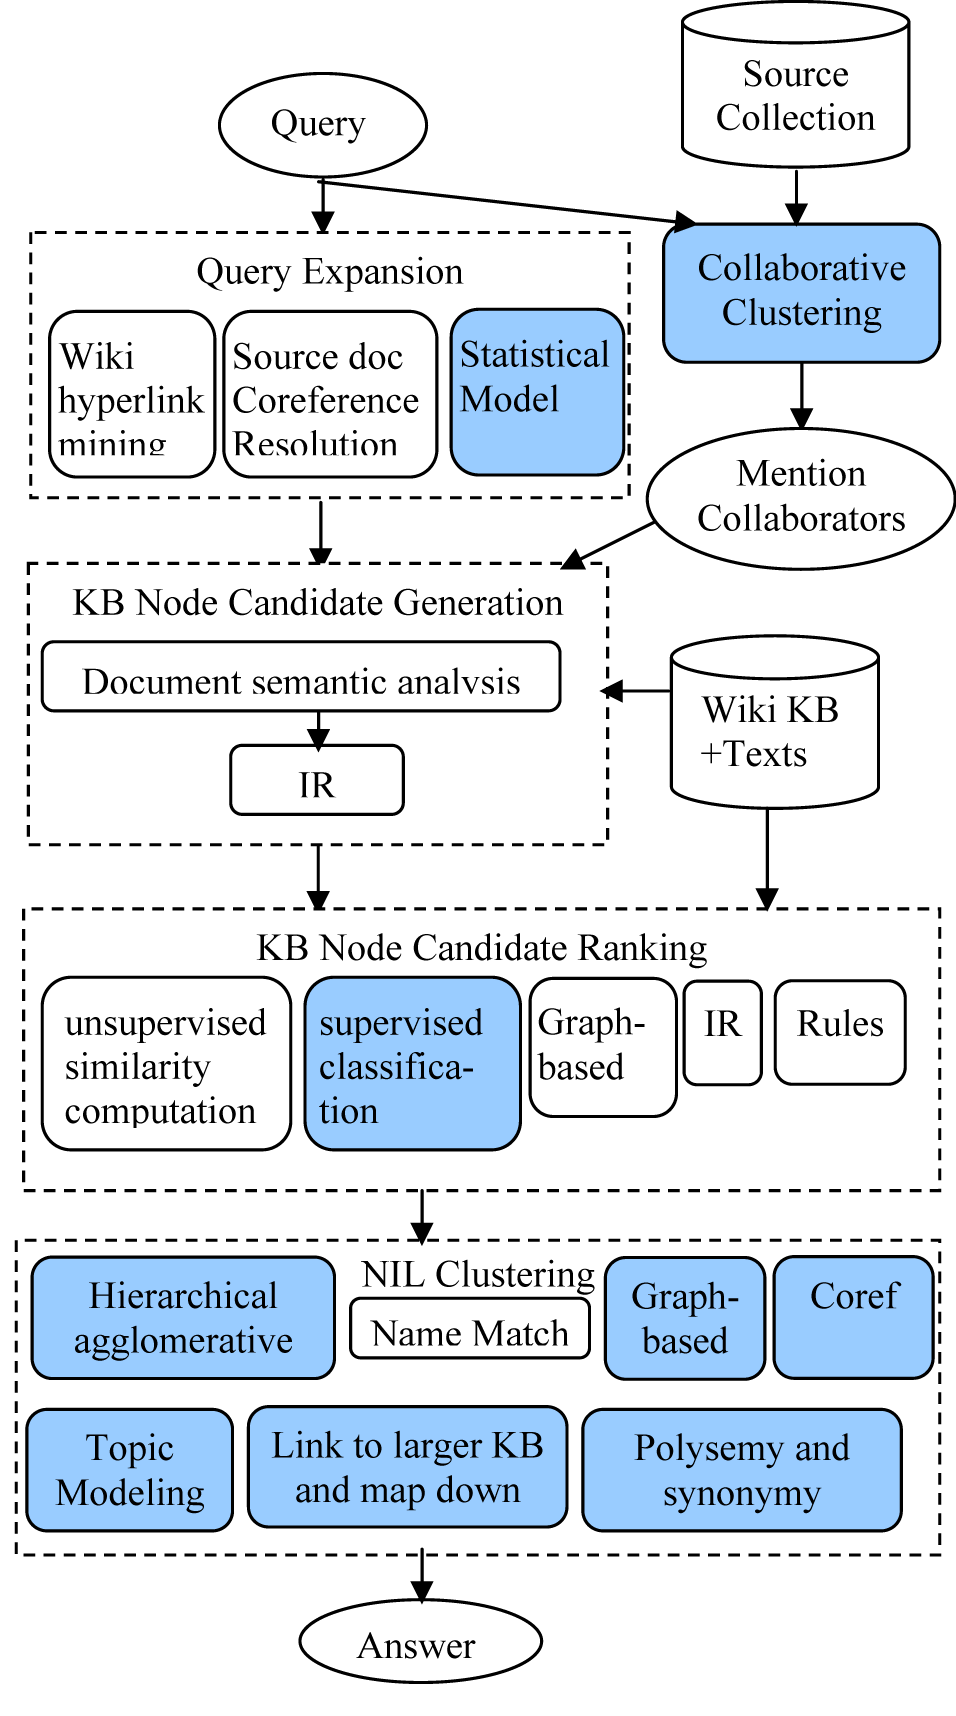 Source
Collection
Query
Collaborative
Clustering
Query Expansion
Wiki
hyperlink
mining
Source doc
Coreference
Resolution
Statistical
Model
Mention
Collaborators
KB Node Candidate Generation
Document semantic analysis
IR
Wiki KB
+Texts
KB Node Candidate Ranking
unsupervised
similarity
computation
supervised
classifica-
tion
Graph-
based
IR
Rules
NIL Clustering
Hierarchical
agglomerative
Name Match
Graph-
based
Coref
Topic
Modeling
Link to larger KB
and map down
Polysemy and
synonymy
Answer